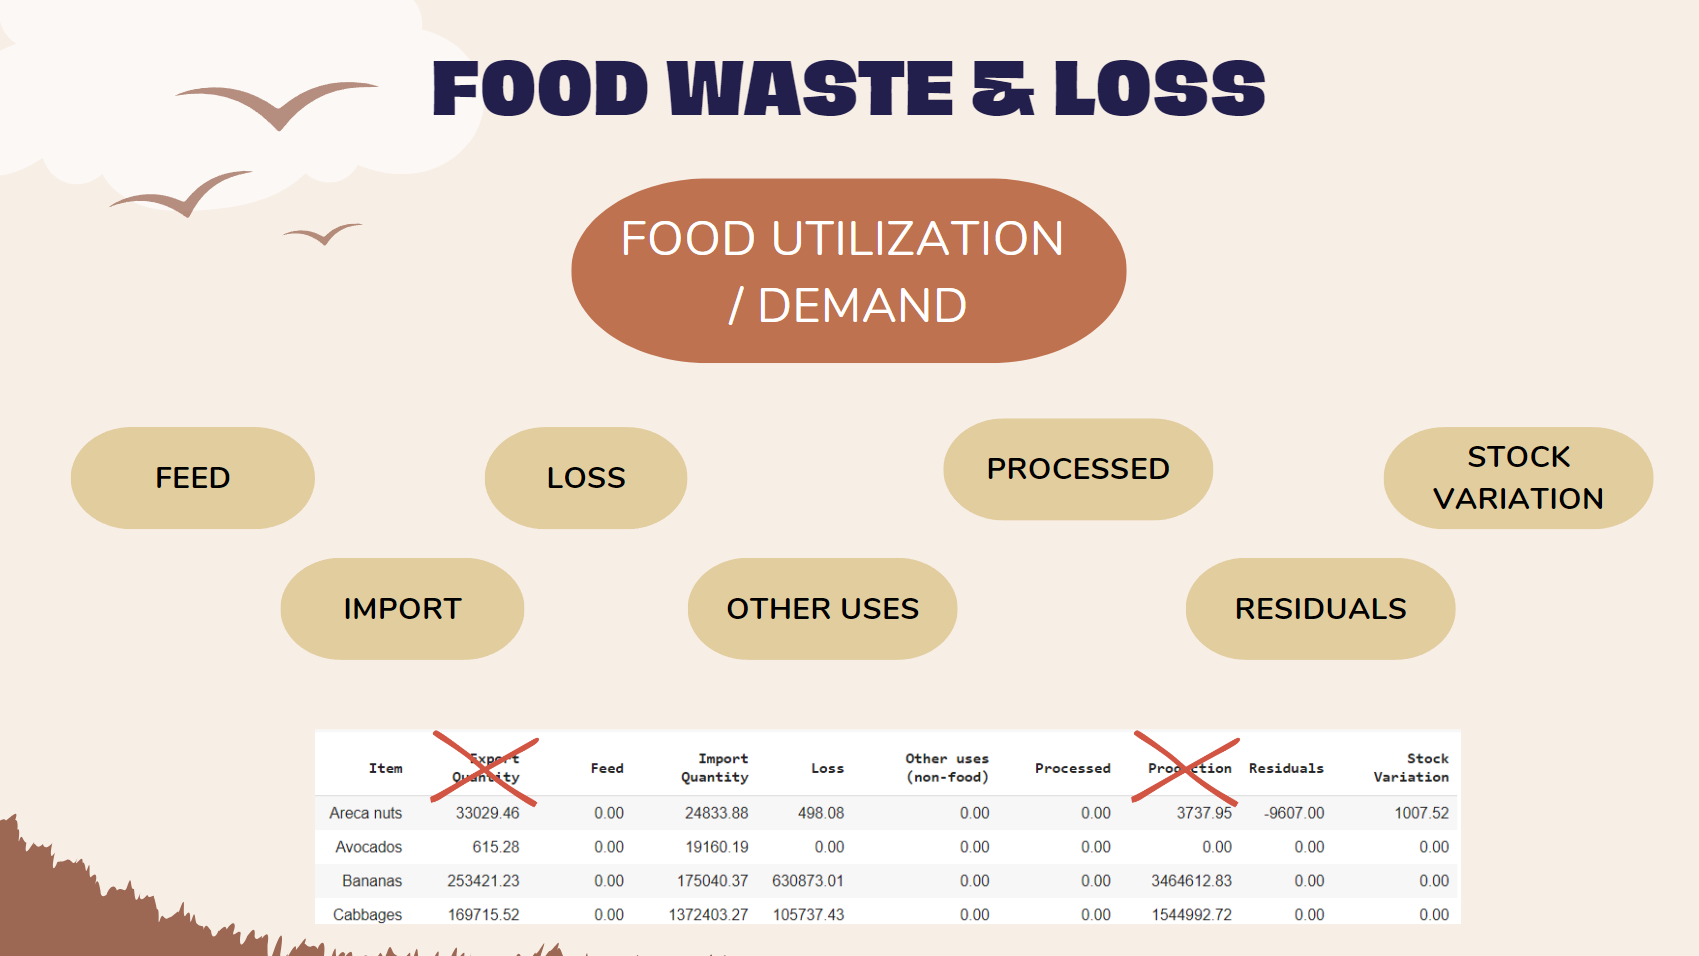 FOOD WASTE & LOSS
FOOD UTILIZATION
/ DEMAND
FEED
LOSS
PROCESSED
STOCK
VARIATION
IMPORT
OTHER USES
RESIDUALS
Item Export Quantity Feed Import Quantity Loss Other uses (non-food) Processed Production Residuals Stock Variation
Areca nuts 33029.46 0.00 24833.88 498.08 0.00 0.00 3737.95 -9607.00 1007.52
Avocados 615.28 0.00 19160.19 0.00 0.00 0.00 0.00 0.00 0.00
Bananas 253421.23 0.00 175040.37 630873.01 0.00 0.00 3464612.83 0.00 0.00
Cabbages 169715.52 0.00 1372403.27 105737.43 0.00 0.00 1544992.72 0.00 0.00